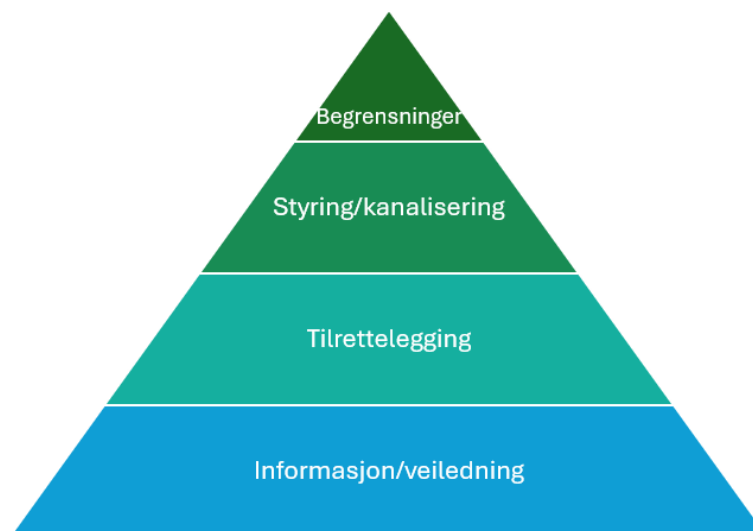 Begrensninger
Styring/kanalisering
Tilrettelegging
Informasjon/veiledning